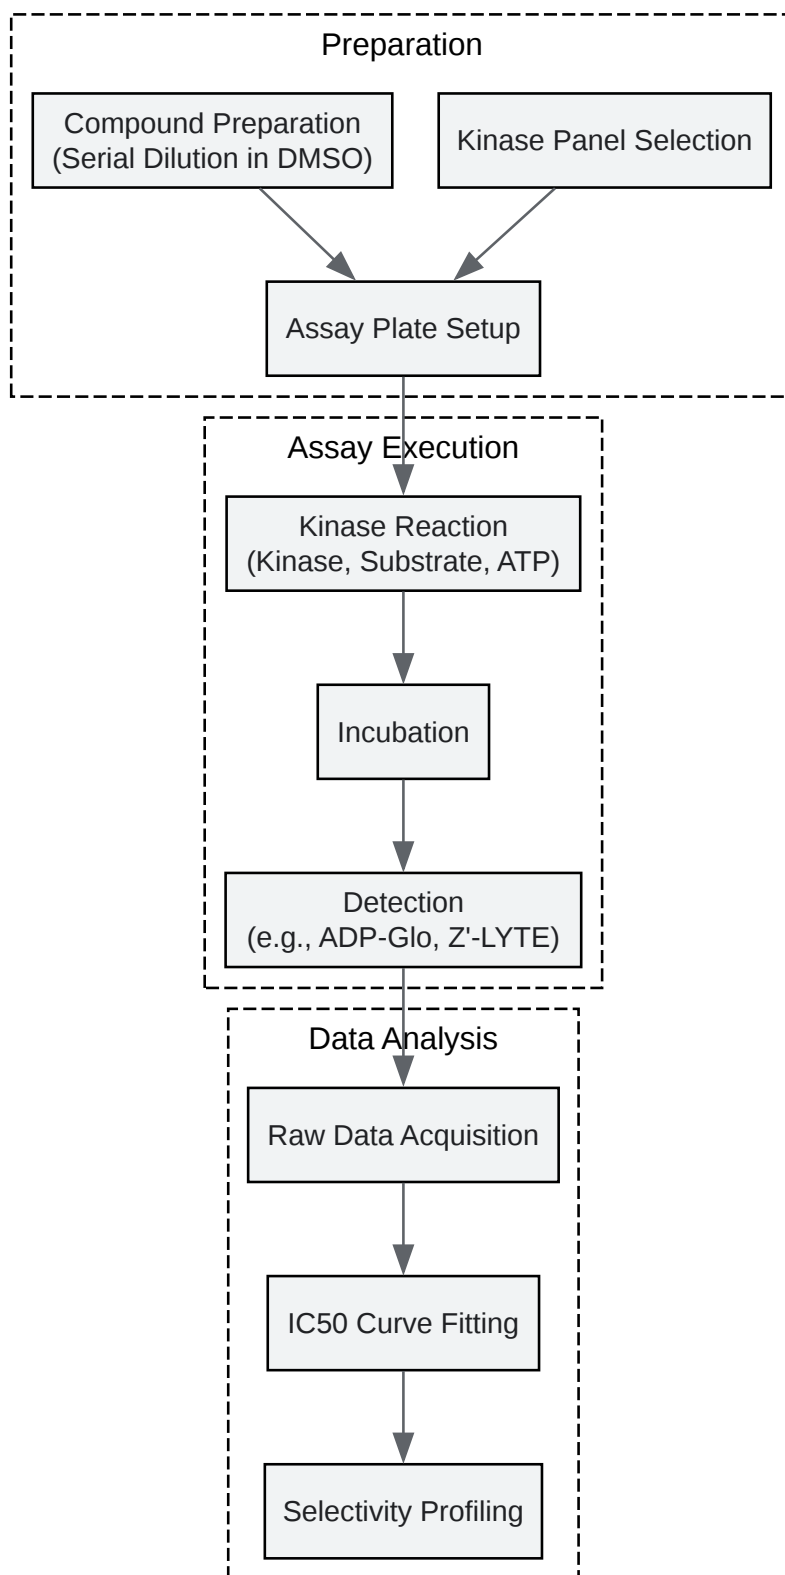 Preparation
Compound Preparation
(Serial Dilution in DMSO)
Kinase Panel Selection
Assay Plate Setup
Assay Execution
Kinase Reaction
(Kinase, Substrate, ATP)
Incubation
Detection
(e.g., ADP-Glo, Z'-LYTE)
Data Analysis
Raw Data Acquisition
IC50 Curve Fitting
Selectivity Profiling